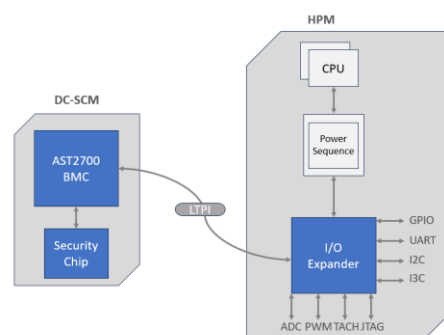 HPM
CPU
DC-SCM
AST2700
BMC
Power
Sequence
LTPI
Security
Chip
I/O
Expander
GPIO
UART
I2C
I3C
ADC PWM TACH JTAG